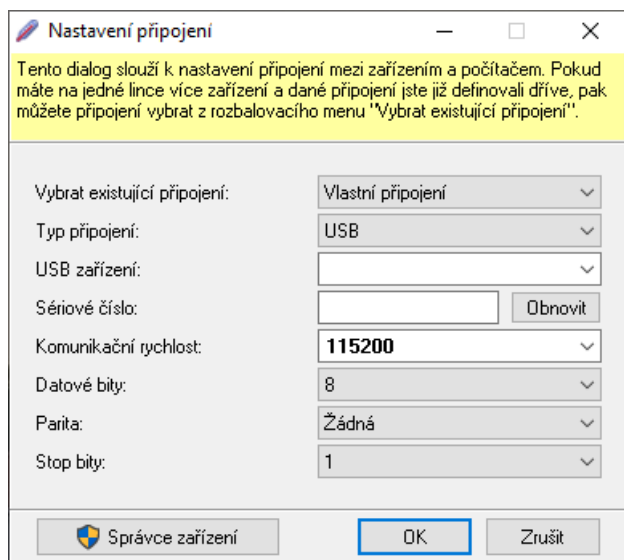 Nastavení připojení
Tento dialog slouží k nastavení připojení mezi zařízením a počítačem. Pokud
máte na jedné lince více zařízení a dané připojení jste již definovali dříve, pak
můžete připojení vybrat z rozbalovacího menu "Vybrat existující připojení".
Vybrat existující připojení: Vlastní připojení
Typ připojení: USB
USB zařízení:
Sériové číslo: Obnovit
Komunikační rychlost: 115200
Datové bity: 8
Parita: Žádná
Stop bity: 1
Správce zařízení OK Zrušit